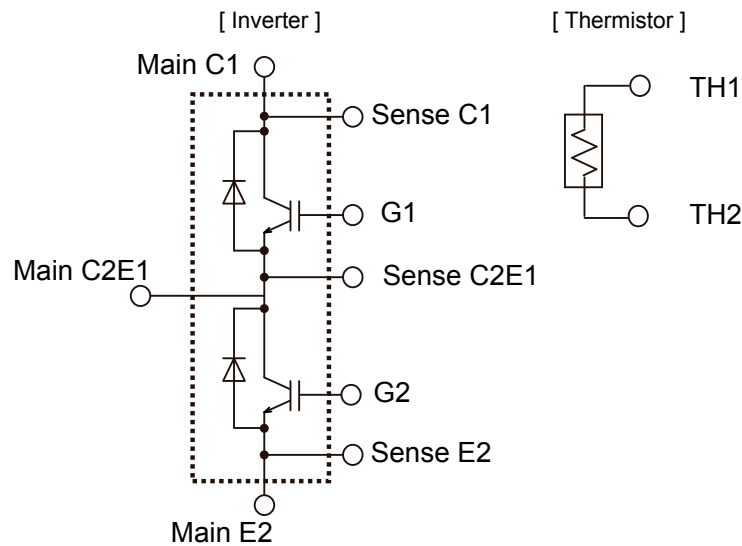 [ Inverter ]
[ Thermistor ]
Main C1
Sense C1
TH1
G1
TH2
Main C2E1
Sense C2E1
G2
Sense E2
Main E2